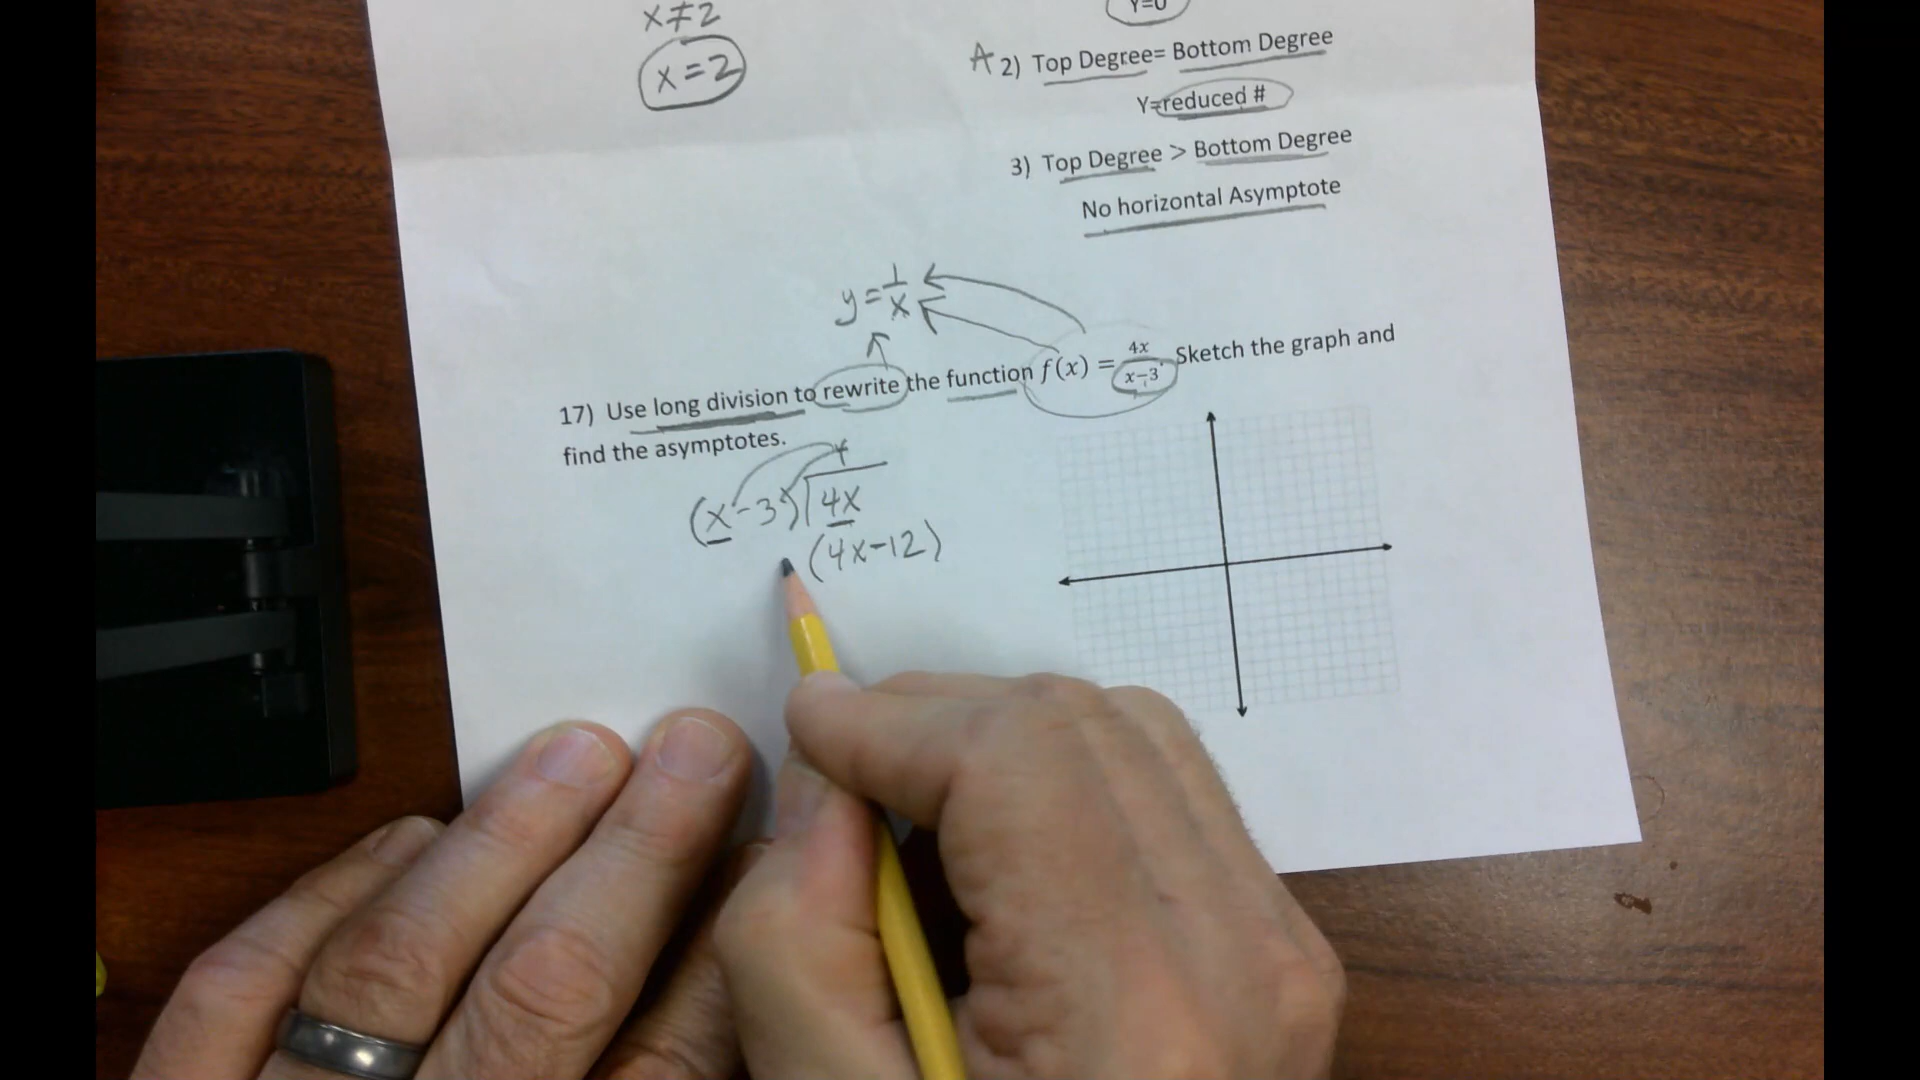 x≠2
x=2
Y=0
A 2) Top Degree= Bottom Degree
Y=reduced #
3) Top Degree > Bottom Degree
No horizontal Asymptote
y=1/x
17) Use long division to rewrite the function f(x) = 4x/x−3. Sketch the graph and
find the asymptotes.
4
(x-3)4x
(4x-12)